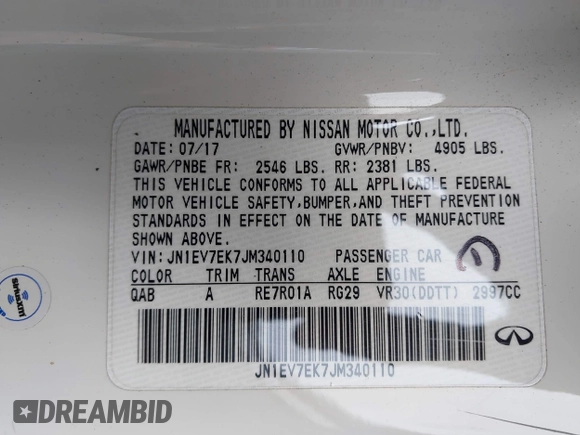 MANUFACTURED BY NISSAN MOTOR CO.,LTD.
DATE: 07/17 GVWR/PNBV: 4905 LBS.
GAWR/PNBE FR: 2546 LBS. RR: 2381 LBS.
THIS VEHICLE CONFORMS TO ALL APPLICABLE FEDERAL
MOTOR VEHICLE SAFETY,BUMPER,AND THEFT PREVENTION
STANDARDS IN EFFECT ON THE DATE OF MANUFACTURE
SHOWN ABOVE.
VIN: JN1EV7EK7JM340110 PASSENGER CAR
COLOR TRIM TRANS AXLE ENGINE
QAB A RE7R01A RG29 VR30(DDTT) 2997CC
JN1EV7EK7JM340110
SiriusXM
DREAMBID